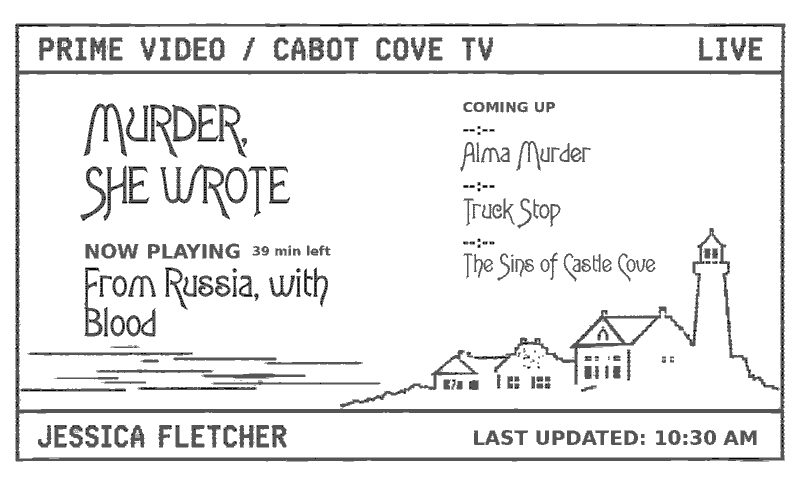 PRIME VIDEO / CABOT COVE TV
LIVE
MURDER,
SHE WROTE
NOW PLAYING 39 min left
From Russia, with
Blood
COMING UP
--:--
Alma Murder
--:--
Truck Stop
--:--
The Sins of Castle Cove
JESSICA FLETCHER
LAST UPDATED: 10:30 AM